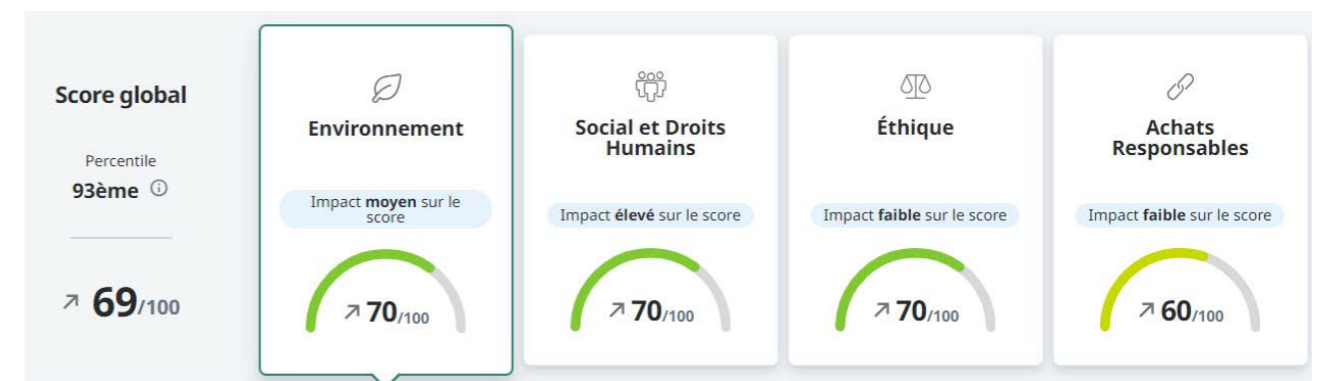 Score global
Percentile
93ème
↗ 69/100
Environnement
Impact moyen sur le
score
↗ 70/100
Social et Droits
Humains
Impact élevé sur le score
↗ 70/100
Éthique
Impact faible sur le score
↗ 70/100
Achats
Responsables
Impact faible sur le score
↗ 60/100